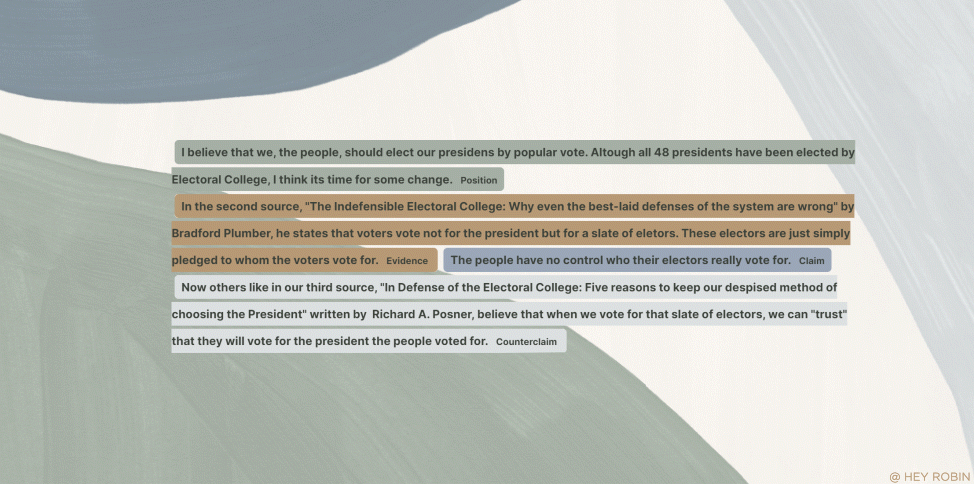 I believe that we, the people, should elect our presidens by popular vote. Altough all 48 presidents have been elected by
Electoral College, I think its time for some change. Position
In the second source, "The Indefensible Electoral College: Why even the best-laid defenses of the system are wrong" by
Bradford Plumber, he states that voters vote not for the president but for a slate of eletors. These electors are just simply
pledged to whom the voters vote for. Evidence The people have no control who their electors really vote for. Claim
Now others like in our third source, "In Defense of the Electoral College: Five reasons to keep our despised method of
choosing the President" written by Richard A. Posner, believe that when we vote for that slate of electors, we can "trust"
that they will vote for the president the people voted for. Counterclaim
@ HEY ROBIN